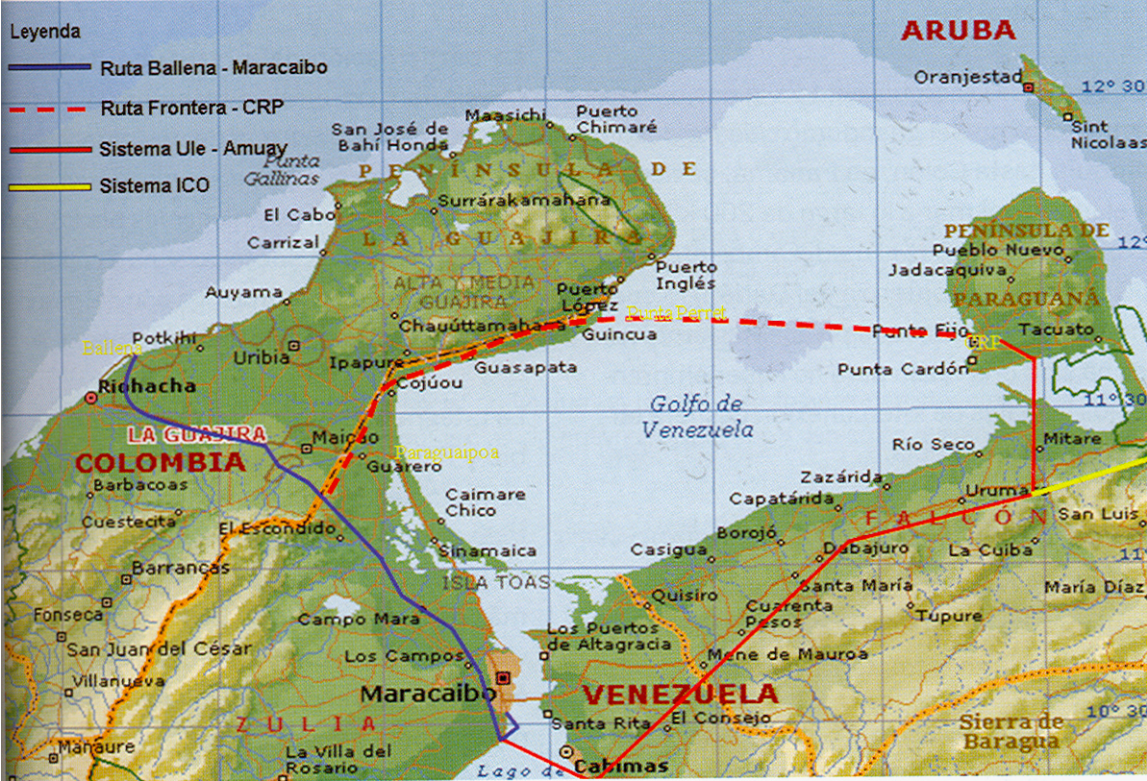 Leyenda
Ruta Ballena - Maracaibo
Ruta Frontera - CRP
Sistema Ule - Amuay
Sistema ICO
ARUBA
Oranjestad
12° 30
Sint
Nicolaas
Maasichi
Puerto
Chimaré
San José de
Bahí Honda
Punta
Gallinas
PENÍNSULA DE
El Cabo
Surrárakamahana
Carrizal
LA GUAJIRA
PENÍNSULA DE
Pueblo Nuevo
12°
Jadacaquiva
PARAGUANÁ
Puerto
Inglés
ALTA Y MEDIA
GUAJIRA
Auyama
Puerto
López
Punta Perret
Chauúttamahana
Guincua
Punto Fijo
CRP
Tacuato
Potkihi
Ballena
Uribia
Ipapure
Guasapata
Punta Cardón
Cojúou
Riohacha
11° 30
Golfo de
Venezuela
LA GUAJIRA
COLOMBIA
Maicao
Guarero
Paraguaipoa
Río Seco
Mitare
Barbacoas
Caimare
Chico
Zazárida
Capatárida
Uruma
Cuestecita
El Escondido
FALCÓN
San Luis
Borojó
Sinamaica
Casigua
Dabajuro
La Cuiba
11°
Barrancas
ISLA TOAS
Santa María
María Díaz
Quisiro
Cuarenta
Pesos
Fonseca
Campo Mara
Tupure
Los Puertos
de Altagracia
San Juan del César
Los Campos
Mene de Mauroa
Villanueva
Maracaibo
VENEZUELA
ZULIA
Santa Rita
El Consejo
10° 30
Sierra de
Baragua
Manaure
La Villa del
Rosario
Lago de
Cabimas